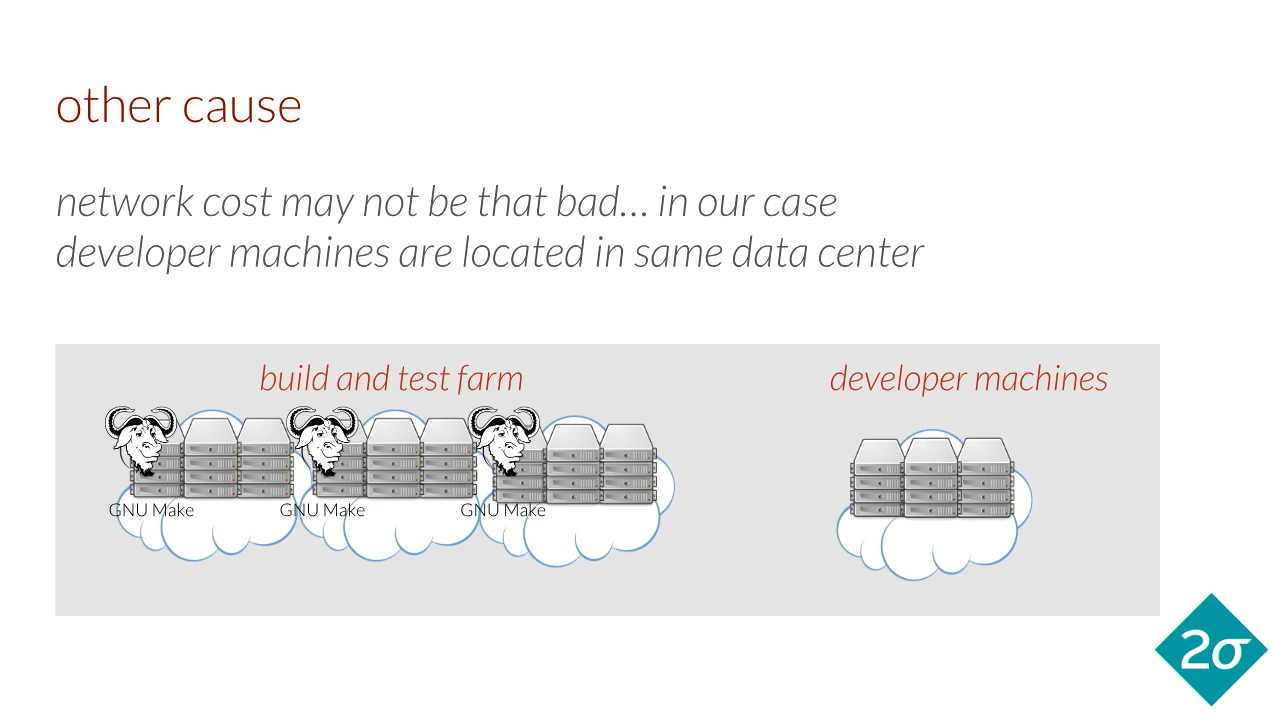 other cause
network cost may not be that bad... in our case
developer machines are located in same data center
build and test farm
developer machines
GNU Make
GNU Make
GNU Make
2σ